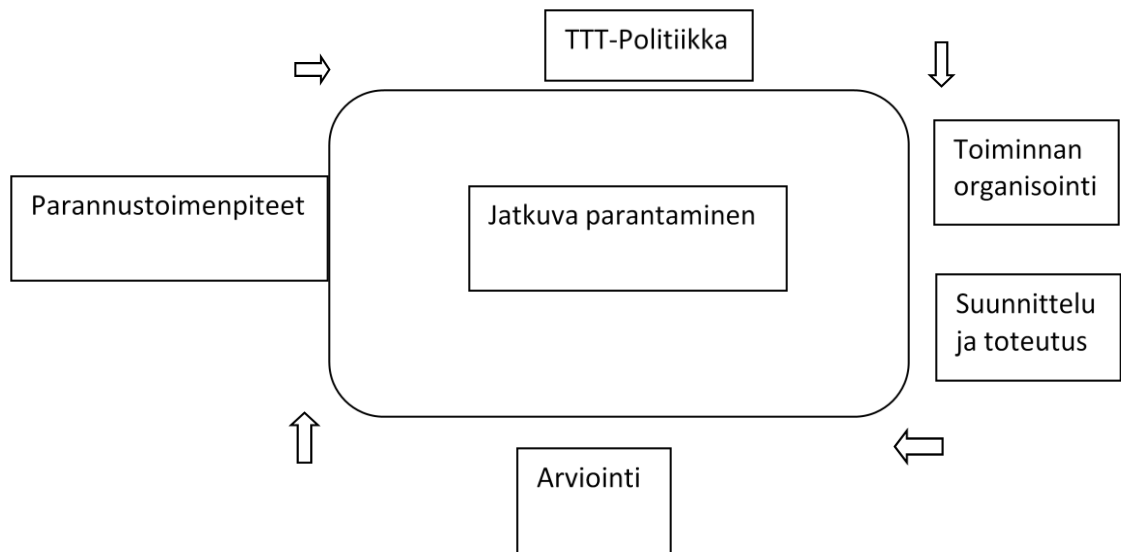 TTT-Politiikka
Toiminnan
organisointi
Parannustoimenpiteet
Jatkuva parantaminen
Suunnittelu
ja toteutus
Arviointi